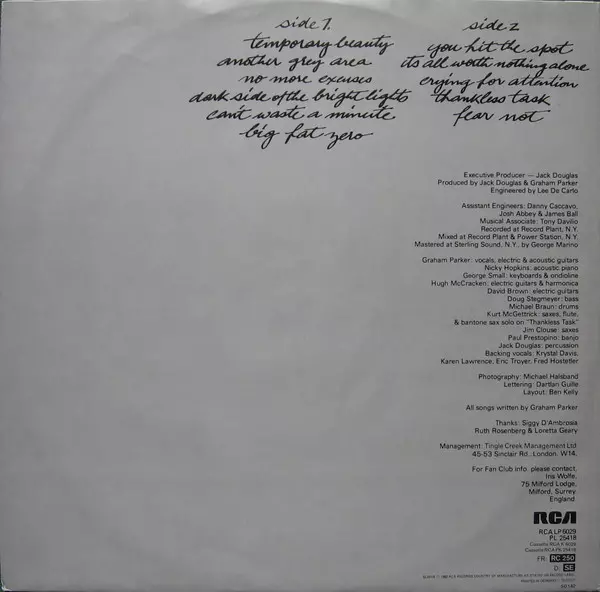 side 1.
temporary beauty
another grey area
no more excuses
dark side of the bright lights
can't waste a minute
big fat zero
side 2
you hit the spot
its all worth nothing alone
crying for attention
thankless task
fear not
Executive Producer — Jack Douglas
Produced by Jack Douglas & Graham Parker
Engineered by Lee De Carlo
Assistant Engineers: Danny Caccavo,
Josh Abbey & James Ball
Musical Associate: Tony Davilio
Recorded at Record Plant, N.Y.
Mixed at Record Plant & Power Station, N.Y.
Mastered at Sterling Sound, N.Y., by George Marino
Graham Parker: vocals, electric & acoustic guitars
Nicky Hopkins: acoustic piano
George Small: keyboards & ondioline
Hugh McCracken: electric guitars & harmonica
David Brown: electric guitars
Doug Stegmeyer: bass
Michael Braun: drums
Kurt McGettrick: saxes, flute,
& baritone sax solo on "Thankless Task"
Jim Clouse: saxes
Paul Prestopino: banjo
Jack Douglas: percussion
Backing vocals: Krystal Davis,
Karen Lawrence, Eric Troyer, Fred Hostetler
Photography: Michael Halsband
Lettering: Dartlan Guille
Layout: Ben Kelly
All songs written by Graham Parker
Thanks: Siggy D'Ambrosia
Ruth Rosenberg & Loretta Geary
Management: Tingle Creek Management Ltd.
45-53 Sinclair Rd., London, W14.
For Fan Club info. please contact,
Iris Wolfe,
75 Milford Lodge,
Milford, Surrey.
England.
RCA
RCA LP 6029
PL 25418
Cassette RCA K 6029
Cassette PK 25418
FR: RC 250
D: SE